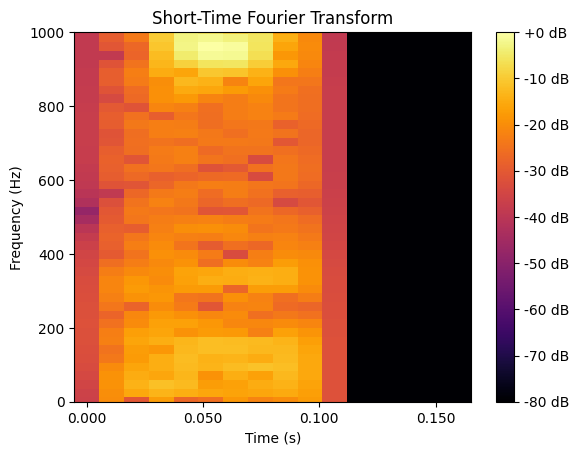 Short-Time Fourier Transform
1000
800
600
400
200
0
Frequency (Hz)
0.000
0.050
0.100
0.150
Time (s)
+0 dB
-10 dB
-20 dB
-30 dB
-40 dB
-50 dB
-60 dB
-70 dB
-80 dB